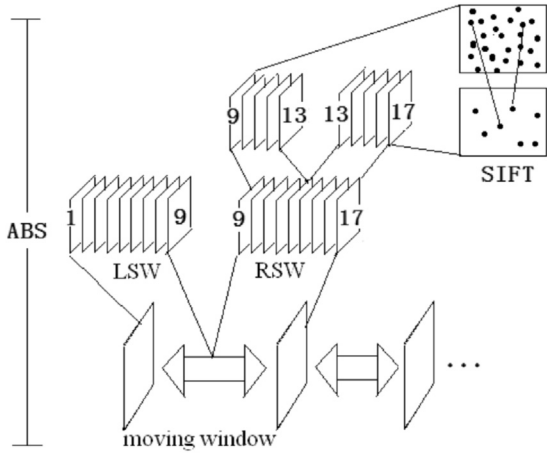 9
13
13
17
SIFT
1
9
9
17
ABS
LSW
RSW
...
moving window